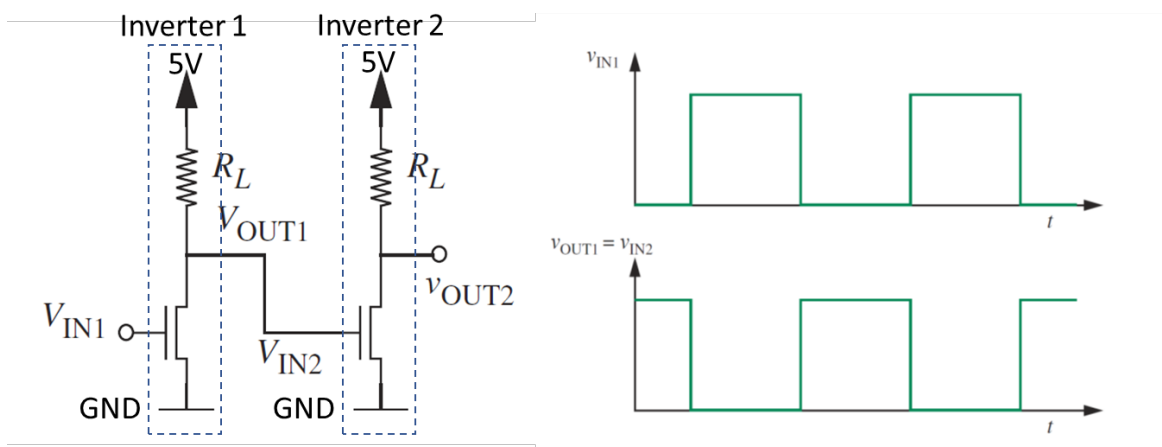 Inverter 1
Inverter 2
5V
5V
R_L
R_L
V_OUT1
v_OUT2
V_IN1
V_IN2
GND
GND
v_IN1
t
v_OUT1 = v_IN2
t